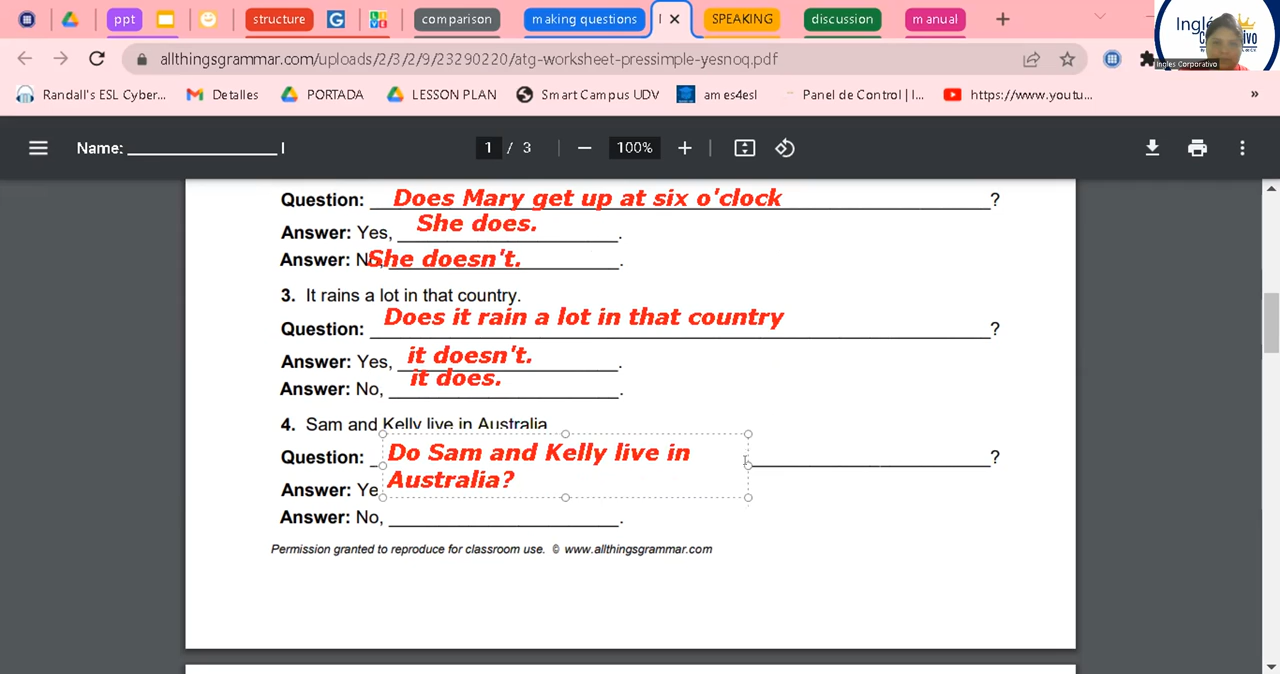 ppt
structure
comparison
making questions
SPEAKING
discussion
manual
Inglés Corporativo
allthingsgrammar.com/uploads/2/3/2/9/23290220/atg-worksheet-pressimple-yesnoq.pdf
Randall's ESL Cyber...
Detalles
PORTADA
LESSON PLAN
Smart Campus UDV
am es4esl
Panel de Control | I...
https://www.youtu...
»
Name: ________________ l
1 / 3
100%
Question: Does Mary get up at six o'clock ?
Answer: Yes, She does. .
Answer: No, She doesn't. .
3. It rains a lot in that country.
Question: Does it rain a lot in that country ?
Answer: Yes, it doesn't. .
Answer: No, it does. .
4. Sam and Kelly live in Australia
Question: Do Sam and Kelly live in ?
Australia?
Answer: Ye
Answer: No, ________________________.
Permission granted to reproduce for classroom use. © www.allthingsgrammar.com